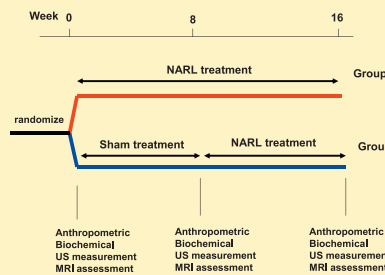 Week 0 8 16
NARL treatment
Group
randomize
Sham treatment NARL treatment
Grou
Anthropometric Anthropometric Anthropometric
Biochemical Biochemical Biochemical
US measurement US measurement US measurement
MRI assessment MRI assessment MRI assessment